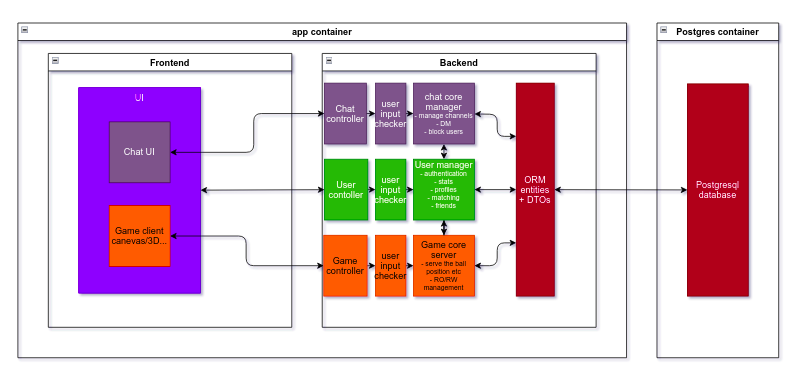 app container
Postgres container
Frontend
Backend
UI
Chat UI
Game client
canevas/3D...
Chat
controller
user
input
checker
chat core
manager
- manage channels
- DM
- block users
User
contoller
user
input
checker
User manager
- authentication
- stats
- profiles
- matching
- friends
Game
controller
user
input
checker
Game core
server
- serve the ball
position etc
- RO/RW
management
ORM
entities
+ DTOs
Postgresql
database